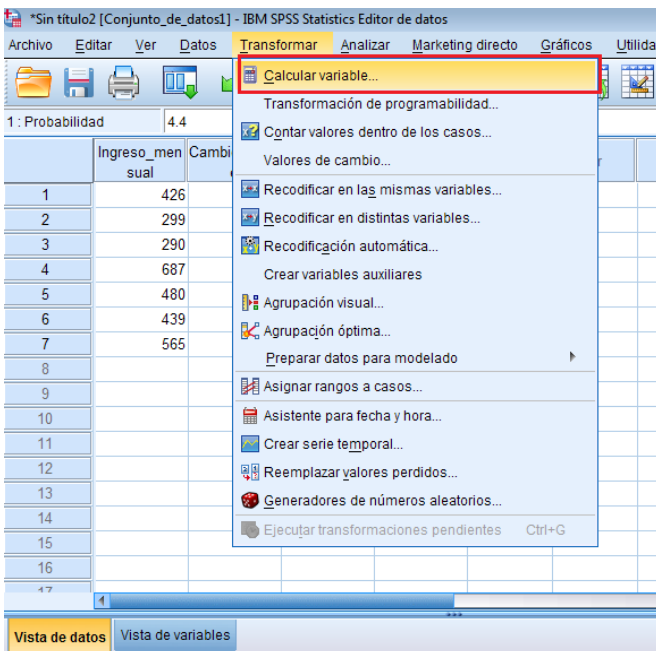 *Sin título2 [Conjunto_de_datos1] - IBM SPSS Statistics Editor de datos
Archivo Editar Ver Datos Transformar Analizar Marketing directo Gráficos Utilida
1 : Probabilidad 4.4
Ingreso_men
sual
Cambi
1 426
2 299
3 290
4 687
5 480
6 439
7 565
8
9
10
11
12
13
14
15
16
17
Calcular variable...
Transformación de programabilidad...
Contar valores dentro de los casos...
Valores de cambio...
Recodificar en las mismas variables...
Recodificar en distintas variables...
Recodificación automática...
Crear variables auxiliares
Agrupación visual...
Agrupación óptima...
Preparar datos para modelado
Asignar rangos a casos...
Asistente para fecha y hora...
Crear serie temporal...
Reemplazar valores perdidos...
Generadores de números aleatorios...
Ejecutar transformaciones pendientes Ctrl+G
Vista de datos Vista de variables